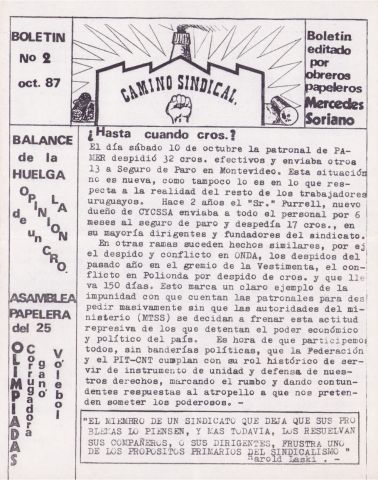 BOLETIN
Nº 2
oct. 87
CAMINO SINDICAL.
Boletín
editado
por
obreros
papeleros
Mercedes
Soriano
BALANCE
de la
HUELGA
OPINION
de un
LA
CRO.
ASAMBLEA
PAPELERA
del 25
OLIMPIADAS
Corrugadora
ganó
Voleibol
¿Hasta cuando cros.?
El día sábado 10 de octubre la patronal de PA-
MER despidió 32 cros. efectivos y enviaba otros
13 a Seguro de Paro en Montevideo. Esta situación
no es nueva, como tampoco lo es en lo que res-
pecta a la realidad del resto de los trabajadores
uruguayos. Hace 2 años el "Sr." Purrell, nuevo
dueño de CYCSSA enviaba a todo el personal por 6
meses al seguro de paro y despedía 17 cros., en
su mayoría dirigentes y fundadores del sindicato.
En otras ramas suceden hechos similares, por ej
el despido y conflicto en ONDA, los despidos del
pasado año en el gremio de la Vestimenta, el con-
flicto en Polionda por despido de cros. y que lle
va 150 días. Esto marca un claro ejemplo de la
impunidad con que cuentan las patronales para des
pedir masivamente sin que las autoridades del mi-
nisterio (MTSS) se decidan a frenar esta actitud
represiva de los que detentan el poder económico
y político del país. Es hora de que participemos
todos, sin banderías políticas, que la Federación
y el PIT-CNT cumplan con su rol histórico de ser-
vir de instrumento de unidad y defensa de nues-
tros derechos, marcando el rumbo y dando contun-
dentes respuestas al atropello a que nos preten-
den someter los poderosos. -
"EL MIEMBRO DE UN SINDICATO QUE DEJA QUE SUS PRO
BLEMAS LO PIENSEN, Y MAS TODAVIA, LOS RESUELVAN
SUS COMPAÑEROS, O SUS DIRIGENTES, FRUSTRA UNO
DE LOS PROPOSITOS PRIMARIOS DEL SINDICALISMO"
Harold Laski . -